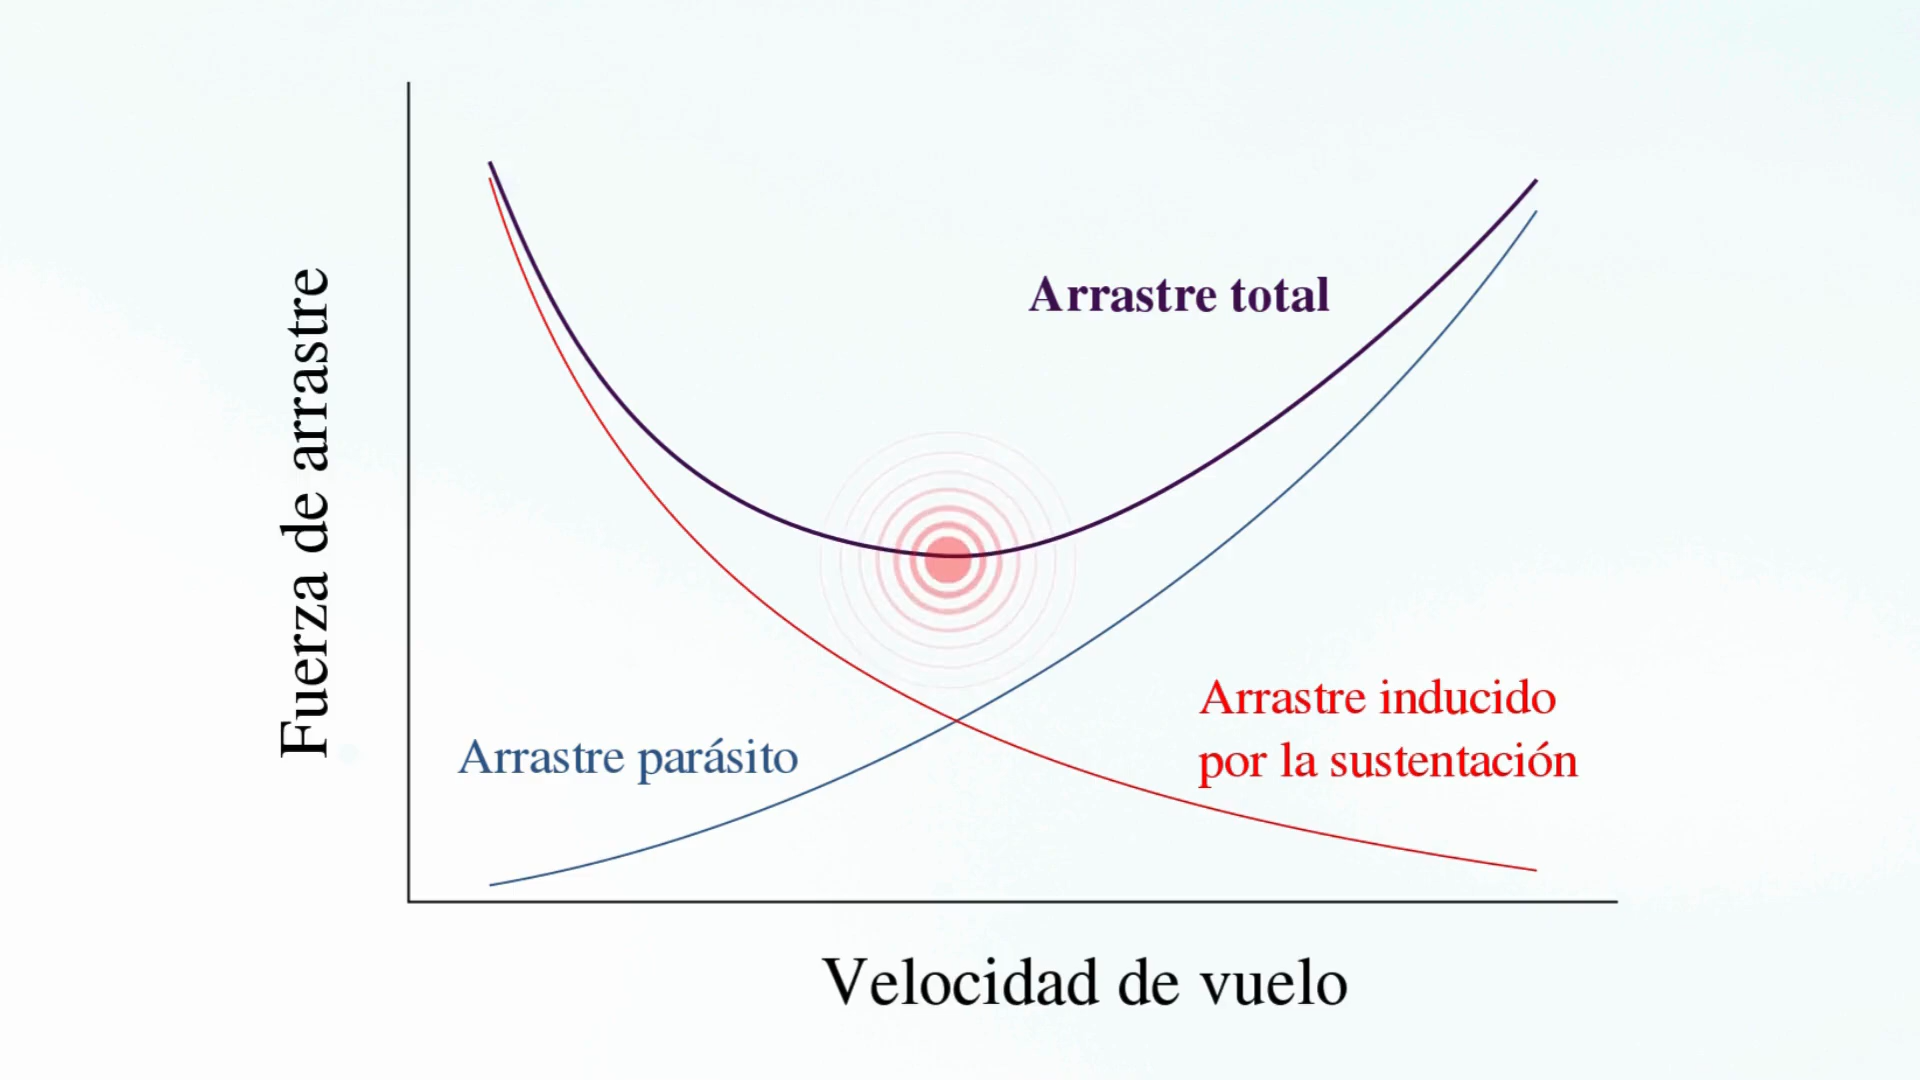 Fuerza de arrastre
Arrastre total
Arrastre parásito
Arrastre inducido
por la sustentación
Velocidad de vuelo